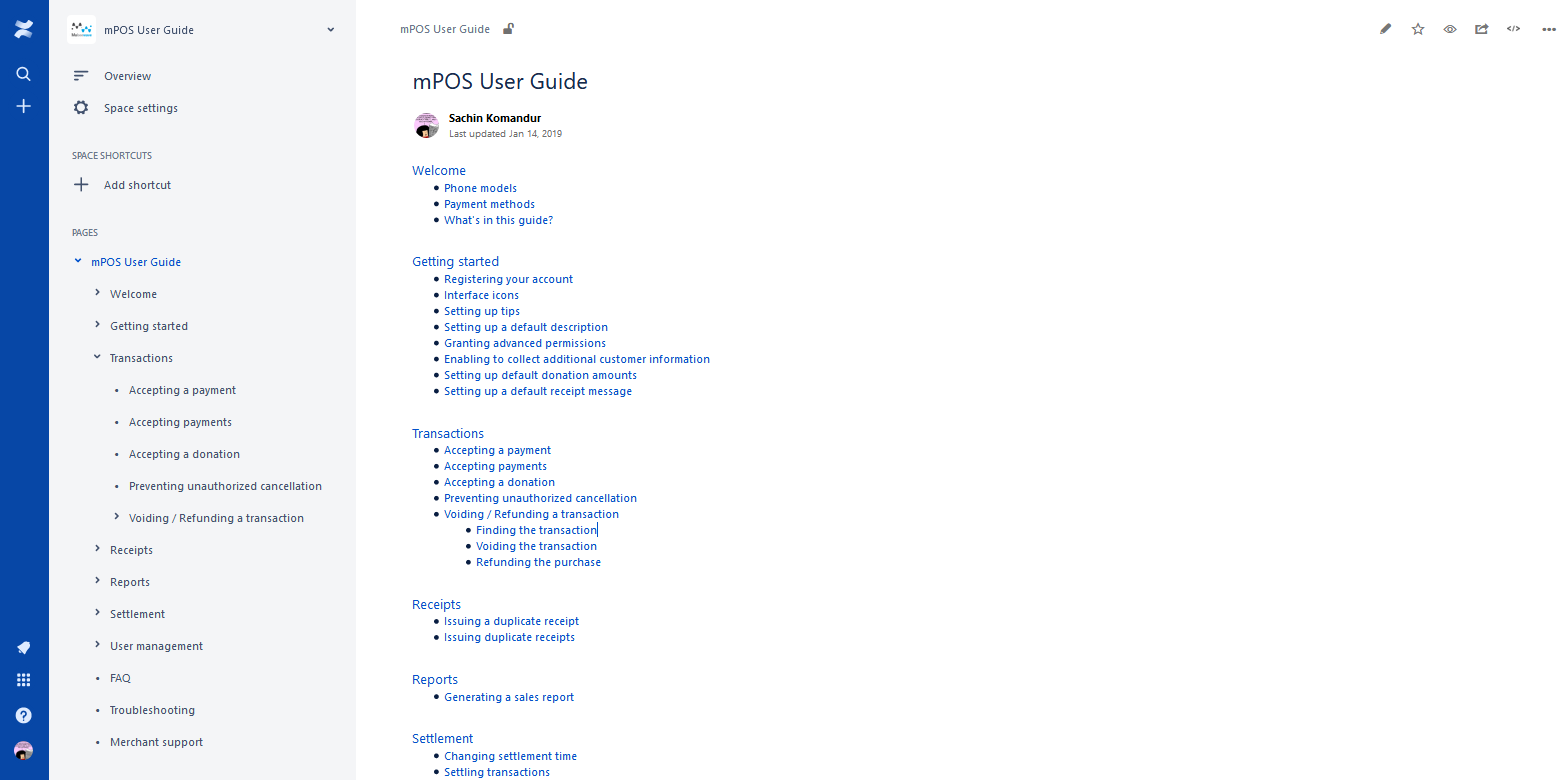 mPOS User Guide
Overview
Space settings
SPACE SHORTCUTS
Add shortcut
PAGES
mPOS User Guide
Welcome
Getting started
Transactions
Accepting a payment
Accepting payments
Accepting a donation
Preventing unauthorized cancellation
Voiding / Refunding a transaction
Receipts
Reports
Settlement
User management
FAQ
Troubleshooting
Merchant support
mPOS User Guide
mPOS User Guide
Sachin Komandur
Last updated Jan 14, 2019
Welcome
Phone models
Payment methods
What's in this guide?
Getting started
Registering your account
Interface icons
Setting up tips
Setting up a default description
Granting advanced permissions
Enabling to collect additional customer information
Setting up default donation amounts
Setting up a default receipt message
Transactions
Accepting a payment
Accepting payments
Accepting a donation
Preventing unauthorized cancellation
Voiding / Refunding a transaction
Finding the transaction
Voiding the transaction
Refunding the purchase
Receipts
Issuing a duplicate receipt
Issuing duplicate receipts
Reports
Generating a sales report
Settlement
Changing settlement time
Settling transactions